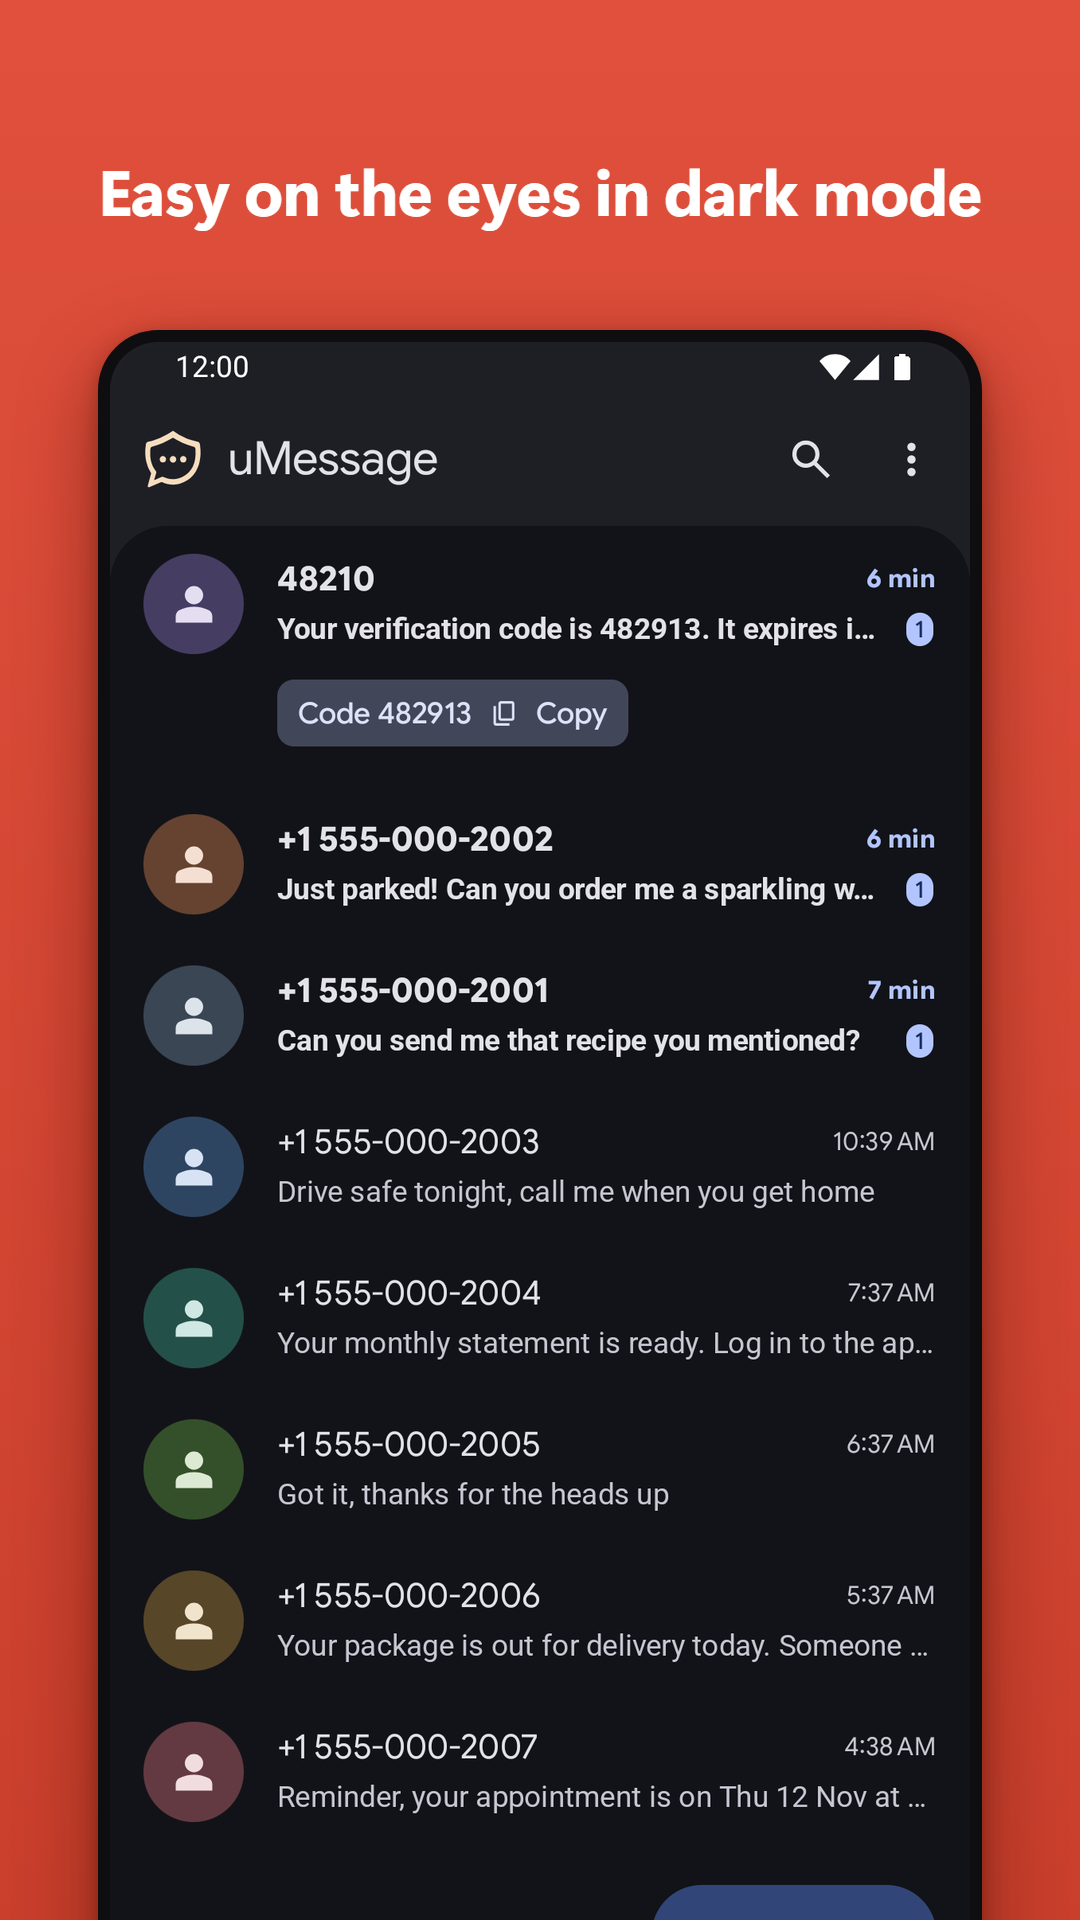 Easy on the eyes in dark mode
12:00
uMessage
48210
6 min
Your verification code is 482913. It expires i...
1
Code 482913 Copy
+1 555-000-2002
6 min
Just parked! Can you order me a sparkling w...
1
+1 555-000-2001
7 min
Can you send me that recipe you mentioned?
1
+1 555-000-2003
10:39 AM
Drive safe tonight, call me when you get home
+1 555-000-2004
7:37 AM
Your monthly statement is ready. Log in to the ap...
+1 555-000-2005
6:37 AM
Got it, thanks for the heads up
+1 555-000-2006
5:37 AM
Your package is out for delivery today. Someone ...
+1 555-000-2007
4:38 AM
Reminder, your appointment is on Thu 12 Nov at ...